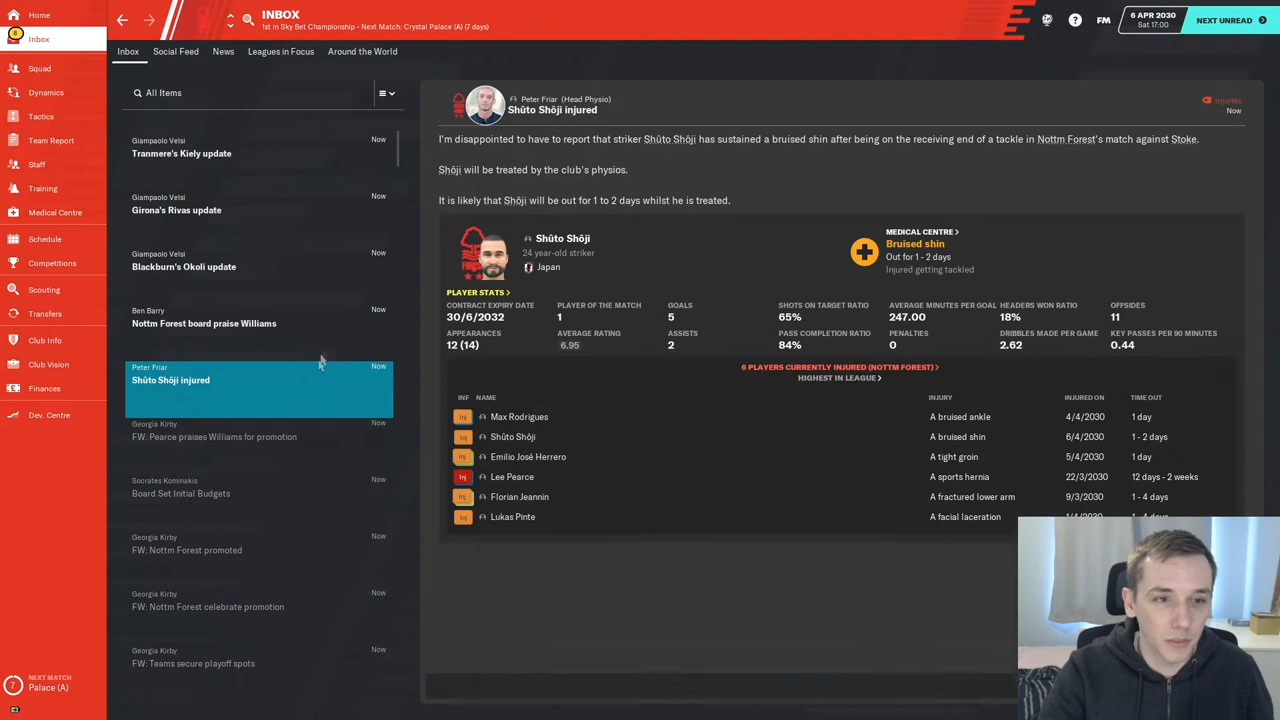 Home
8
Inbox
Squad
Dynamics
Tactics
Team Report
Staff
Training
Medical Centre
Schedule
Competitions
Scouting
Transfers
Club Info
Club Vision
Finances
Dev. Centre
7
NEXT MATCH
Palace (A)
INBOX
1st in Sky Bet Championship • Next Match: Crystal Palace (A) (7 days)
?
FM
6 APR 2030
Sat 17:00
NEXT UNREAD
Inbox
Social Feed
News
Leagues in Focus
Around the World
All Items
Giampaolo Velsi
Now
Tranmere's Kiely update
Giampaolo Velsi
Now
Girona's Rivas update
Giampaolo Velsi
Now
Blackburn's Okoli update
Ben Barry
Now
Nottm Forest board praise Williams
Peter Friar
Now
Shûto Shôji injured
Georgia Kirby
Now
FW: Pearce praises Williams for promotion
Socrates Kominakis
Now
Board Set Initial Budgets
Georgia Kirby
Now
FW: Nottm Forest promoted
Georgia Kirby
Now
FW: Nottm Forest celebrate promotion
Georgia Kirby
Now
FW: Teams secure playoff spots
Peter Friar (Head Physio)
Shûto Shôji injured
Injuries
Now
I'm disappointed to have to report that striker Shûto Shôji has sustained a bruised shin after being on the receiving end of a tackle in Nottm Forest's match against Stoke.
Shôji will be treated by the club's physios.
It is likely that Shôji will be out for 1 to 2 days whilst he is treated.
Shûto Shôji
24 year-old striker
Japan
MEDICAL CENTRE >
Bruised shin
Out for 1 - 2 days
Injured getting tackled
PLAYER STATS >
CONTRACT EXPIRY DATE PLAYER OF THE MATCH GOALS SHOTS ON TARGET RATIO AVERAGE MINUTES PER GOAL HEADERS WON RATIO OFFSIDES
30/6/2032 1 5 65% 247.00 18% 11
APPEARANCES AVERAGE RATING ASSISTS PASS COMPLETION RATIO PENALTIES DRIBBLES MADE PER GAME KEY PASSES PER 90 MINUTES
12 (14) 6.95 2 84% 0 2.62 0.44
6 PLAYERS CURRENTLY INJURED (NOTTM FOREST) >
HIGHEST IN LEAGUE >
INF NAME INJURY INJURED ON TIME OUT
Inj Max Rodrigues A bruised ankle 4/4/2030 1 day
Inj Shûto Shôji A bruised shin 6/4/2030 1 - 2 days
Inj Emilio José Herrero A tight groin 5/4/2030 1 day
Inj Lee Pearce A sports hernia 22/3/2030 12 days - 2 weeks
Inj Florian Jeannin A fractured lower arm 9/3/2030 1 - 4 days
Inj Lukas Pinte A facial laceration